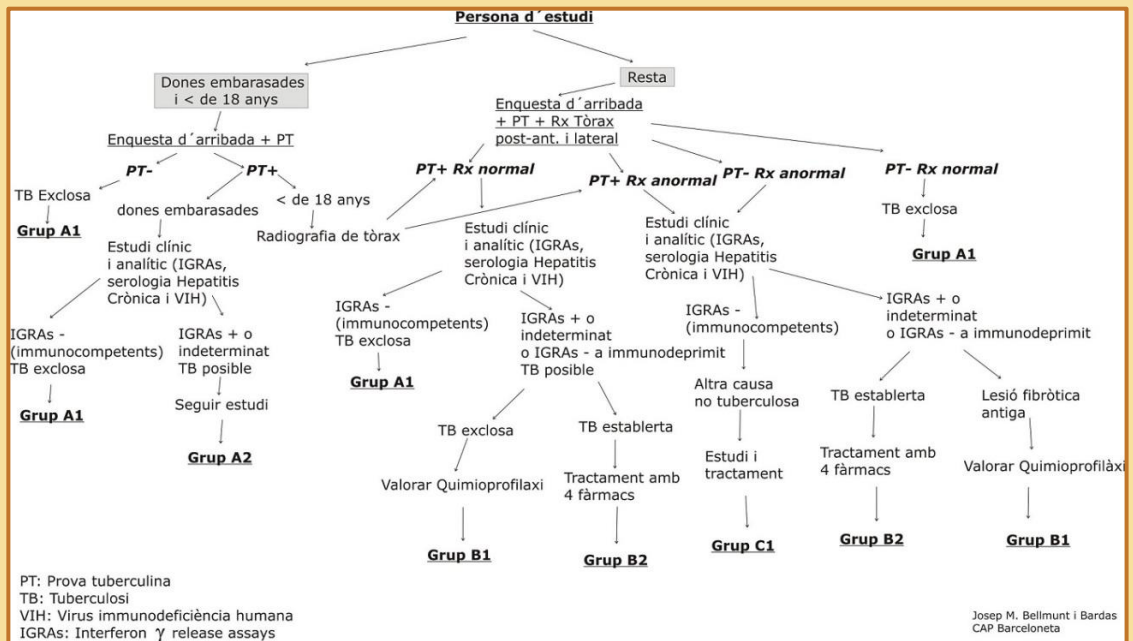 Persona d´estudi
Dones embarasades
i < de 18 anys
Resta
Enquesta d´arribada + PT
Enquesta d´arribada
+ PT + Rx Tòrax
post-ant. i lateral
PT-
PT+
PT+ Rx normal
PT+ Rx anormal
PT- Rx anormal
PT- Rx normal
TB Exclosa
Grup A1
dones embarasades
< de 18 anys
Radiografia de tòrax
TB exclosa
Grup A1
Estudi clínic
i analític (IGRAs,
serologia Hepatitis
Crònica i VIH)
Estudi clínic
i analític (IGRAs,
serologia Hepatitis
Crònica i VIH)
Estudi clínic
i analític (IGRAs,
serologia Hepatitis
Crònica i VIH)
IGRAs -
(immunocompetents)
TB exclosa
Grup A1
IGRAs + o
indeterminat
TB posible
Seguir estudi
Grup A2
IGRAs -
(immunocompetents)
TB exclosa
Grup A1
IGRAs + o
indeterminat
o IGRAs - a immunodeprimit
TB posible
TB exclosa
Valorar Quimioprofilaxi
Grup B1
TB establerta
Tractament amb
4 fàrmacs
Grup B2
IGRAs -
(immunocompetents)
Altra causa
no tuberculosa
Estudi i
tractament
Grup C1
IGRAs + o
indeterminat
o IGRAs - a immunodeprimit
TB establerta
Tractament amb
4 fàrmacs
Grup B2
Lesió fibròtica
antiga
Valorar Quimioprofilàxi
Grup B1
PT: Prova tuberculina
TB: Tuberculosi
VIH: Virus immunodeficiència humana
IGRAs: Interferon γ release assays
Josep M. Bellmunt i Bardas
CAP Barceloneta